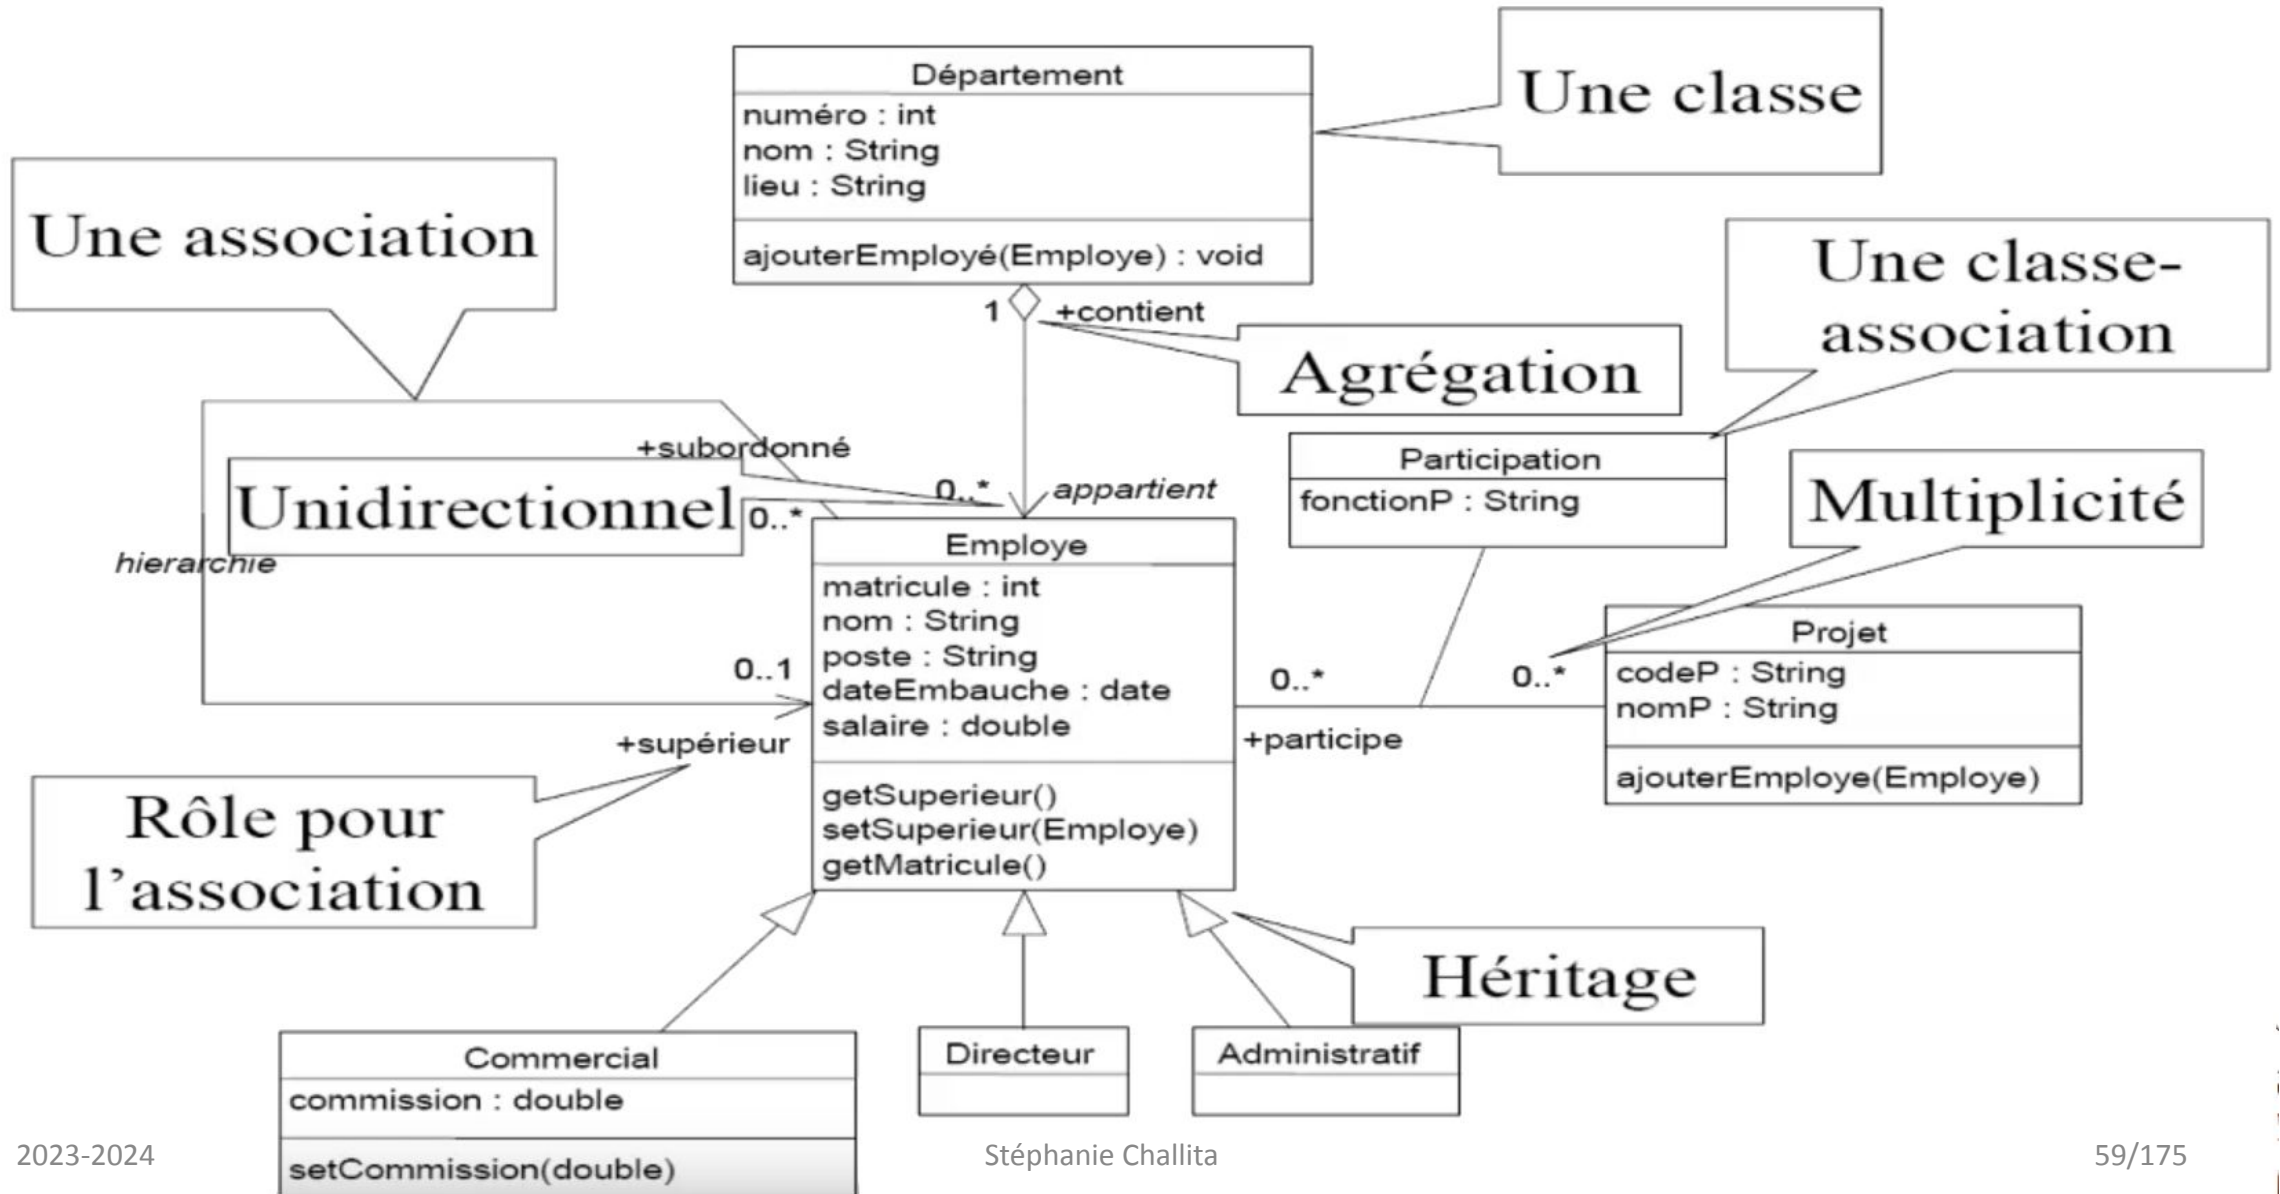 Département
numéro : int
nom : String
lieu : String
ajouterEmployé(Employe) : void
Une classe
Une association
Une classe-
association
1
+contient
Agrégation
+subordonné
Unidirectionnel
0..*
0..*
appartient
hierarchie
Participation
fonctionP : String
Multiplicité
Employe
matricule : int
nom : String
poste : String
dateEmbauche : date
salaire : double
getSuperieur()
setSuperieur(Employe)
getMatricule()
0..1
+supérieur
0..*
+participe
0..*
Projet
codeP : String
nomP : String
ajouterEmploye(Employe)
Rôle pour
l’association
Héritage
Commercial
commission : double
setCommission(double)
Directeur
Administratif
2023-2024
Stéphanie Challita
59/175